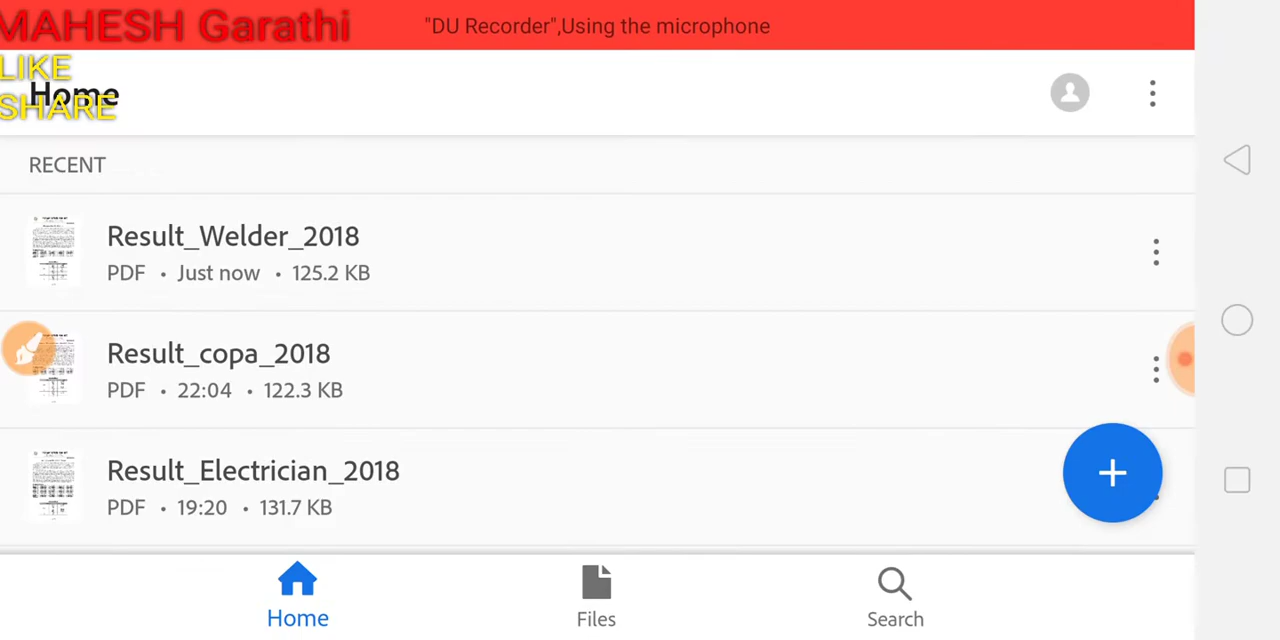 MAHESH Garathi
"DU Recorder",Using the microphone
LIKE
Home
SHARE
RECENT
Result_Welder_2018
PDF • Just now • 125.2 KB
Result_copa_2018
PDF • 22:04 • 122.3 KB
Result_Electrician_2018
PDF • 19:20 • 131.7 KB
Home
Files
Search